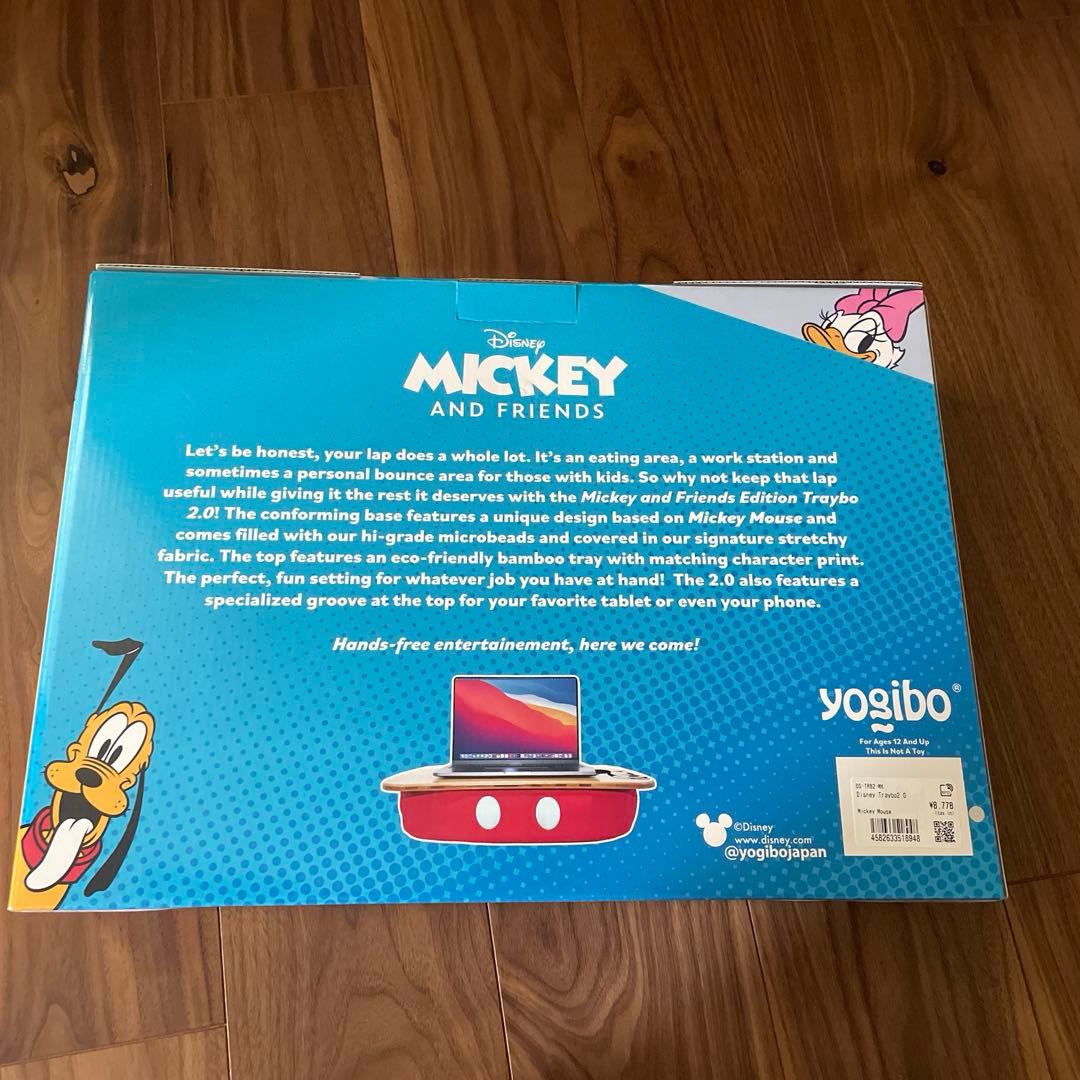 Disney
MICKEY
AND FRIENDS
Let's be honest, your lap does a whole lot. It's an eating area, a work station and
sometimes a personal bounce area for those with kids. So why not keep that lap
useful while giving it the rest it deserves with the Mickey and Friends Edition Traybo
2.0! The conforming base features a unique design based on Mickey Mouse and
comes filled with our hi-grade microbeads and covered in our signature stretchy
fabric. The top features an eco-friendly bamboo tray with matching character print.
The perfect, fun setting for whatever job you have at hand! The 2.0 also features a
specialized groove at the top for your favorite tablet or even your phone.
Hands-free entertainement, here we come!
yogibo®
For Ages 12 And Up
This Is Not A Toy
DS-TRB2-MK
Disney Traybo2.0
¥8,778
(tax in)
Mickey Mouse
4582633518948
©Disney
www.disney.com
@yogibojapan